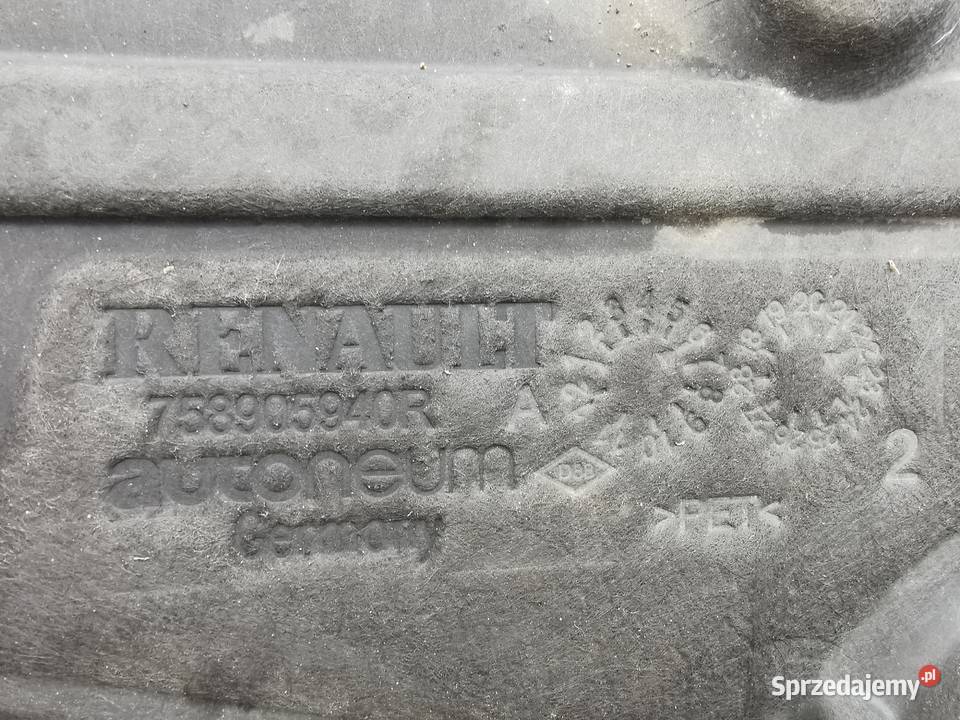 RENAULT
758905940R A
autoneum
Germany
>PET<
2
Sprzedajemy.pl